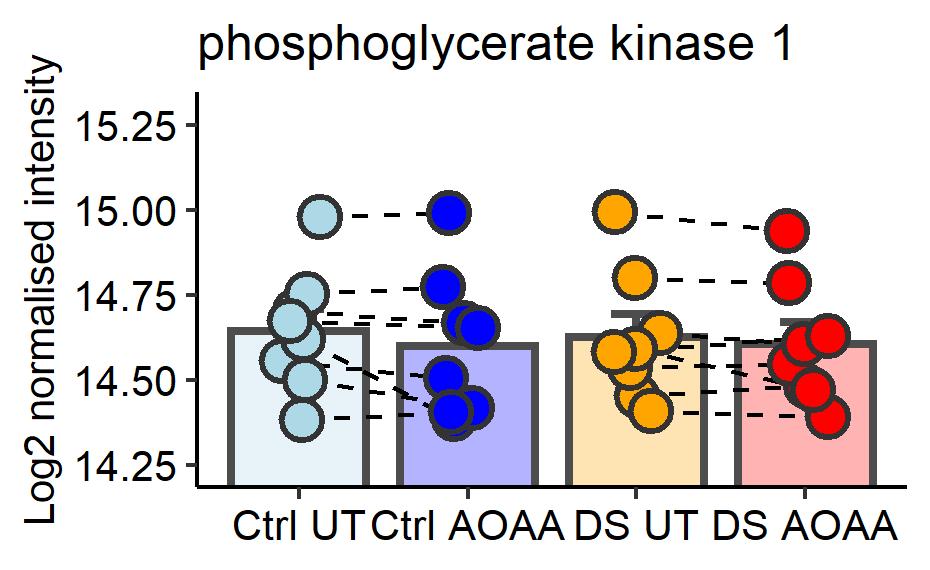 phosphoglycerate kinase 1
Log2 normalised intensity
15.25
15.00
14.75
14.50
14.25
Ctrl UT Ctrl AOAA DS UT DS AOAA